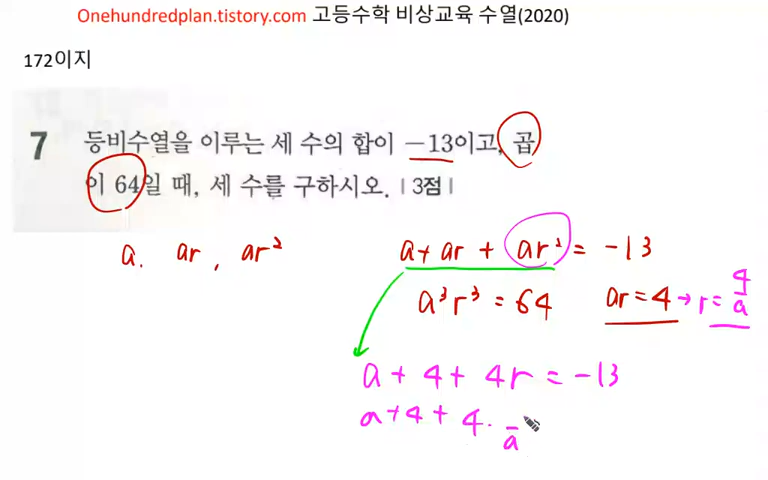 Onehundredplan.tistory.com 고등수학 비상교육 수열(2020)
172이지
7 등비수열을 이루는 세 수의 합이 -13이고, 곱
이 64일 때, 세 수를 구하시오. | 3점 |
a. ar, ar² a + ar + ar² = -13
a³r³ = 64 ar = 4 → r = 4/a
a + 4 + 4r = -13
a + 4 + 4 · —a